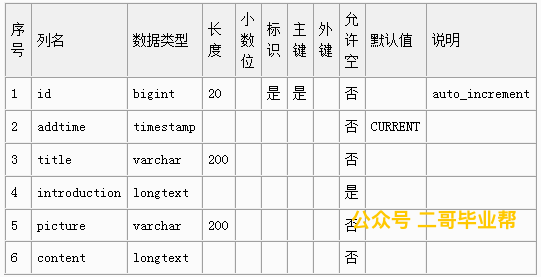 序号 列名 数据类型 长度 小数位 标识 主键 外键 允许空 默认值 说明
1 id bigint 20 是 是 否 auto_increment
2 addtime timestamp 否 CURRENT
3 title varchar 200 否
4 introduction longtext 是
5 picture varchar 200 否
6 content longtext 否
公众号 二哥毕业帮